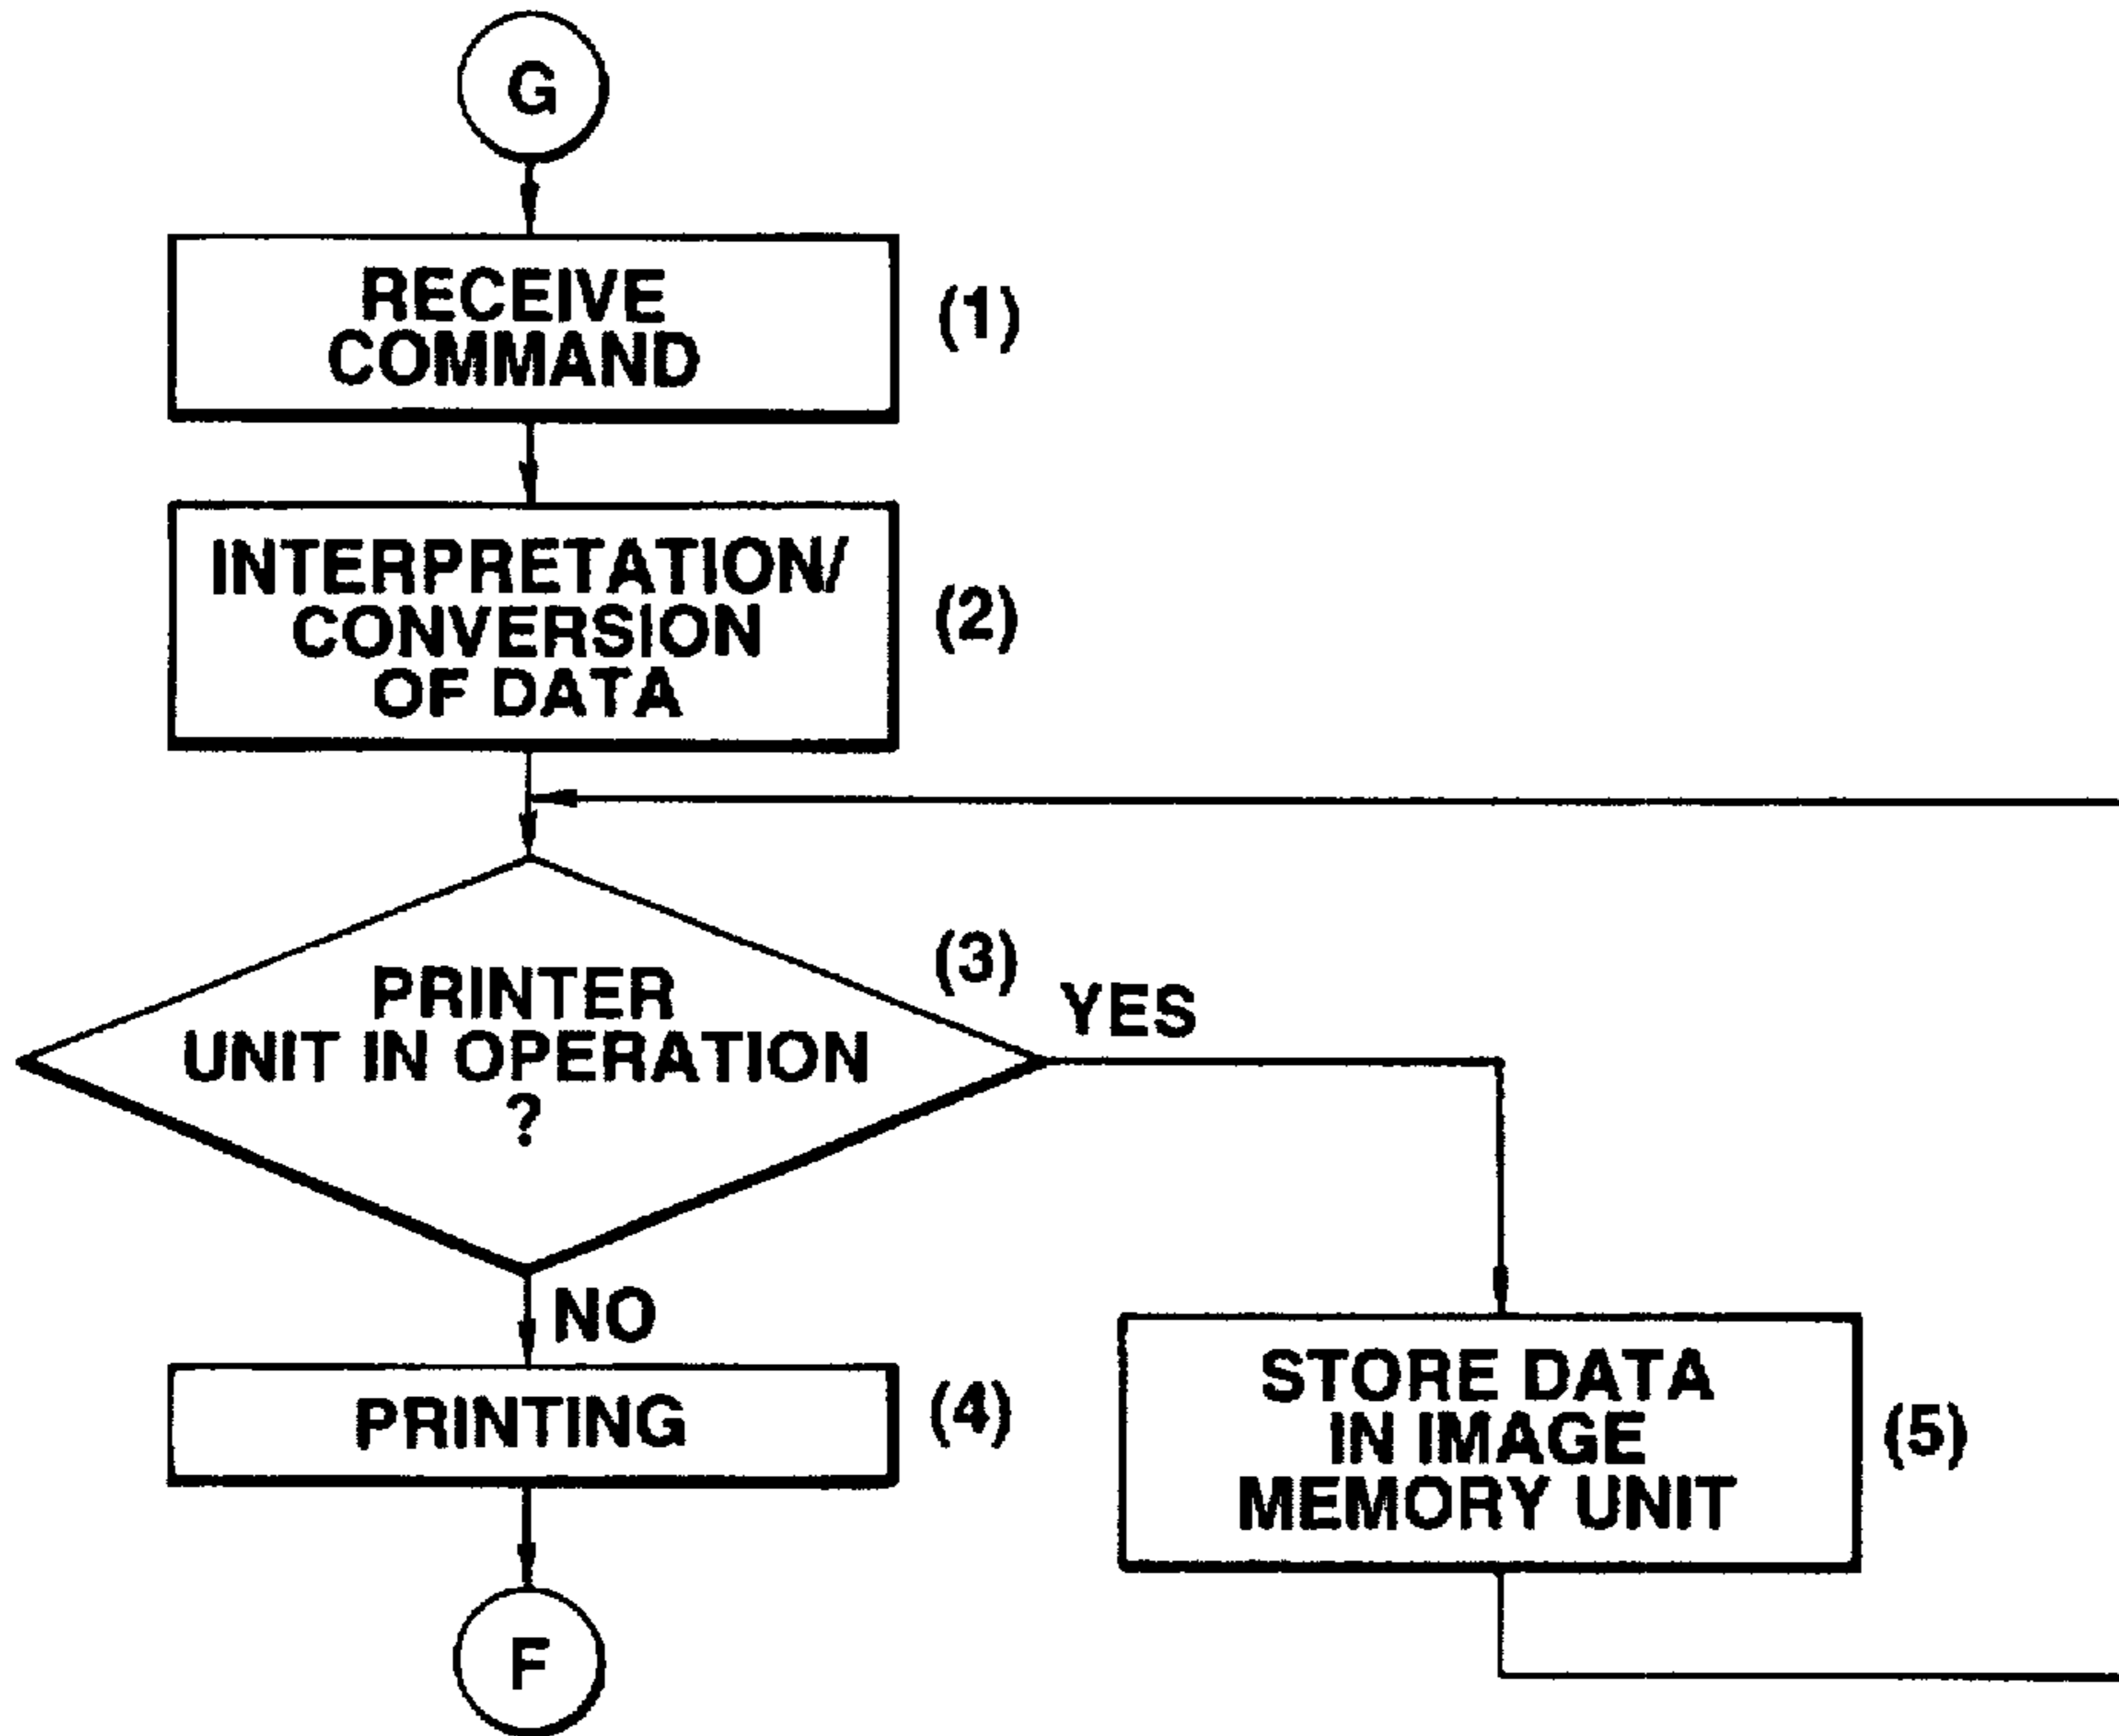 G
RECEIVE
COMMAND
(1)
INTERPRETATION/
CONVERSION
OF DATA
(2)
PRINTER
UNIT IN OPERATION
?
(3)
YES
NO
PRINTING
(4)
STORE DATA
IN IMAGE
MEMORY UNIT
(5)
F